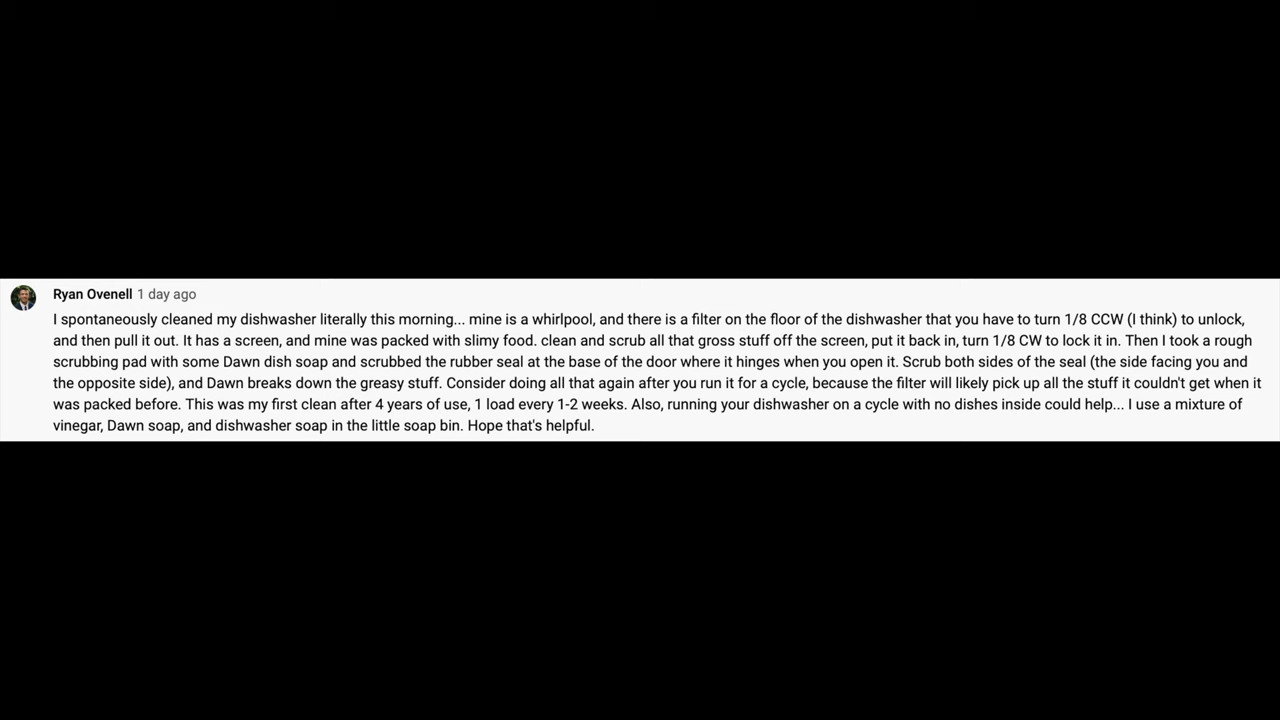 Ryan Ovenell 1 day ago
I spontaneously cleaned my dishwasher literally this morning... mine is a whirlpool, and there is a filter on the floor of the dishwasher that you have to turn 1/8 CCW (I think) to unlock,
and then pull it out. It has a screen, and mine was packed with slimy food. clean and scrub all that gross stuff off the screen, put it back in, turn 1/8 CW to lock it in. Then I took a rough
scrubbing pad with some Dawn dish soap and scrubbed the rubber seal at the base of the door where it hinges when you open it. Scrub both sides of the seal (the side facing you and
the opposite side), and Dawn breaks down the greasy stuff. Consider doing all that again after you run it for a cycle, because the filter will likely pick up all the stuff it couldn't get when it
was packed before. This was my first clean after 4 years of use, 1 load every 1-2 weeks. Also, running your dishwasher on a cycle with no dishes inside could help... I use a mixture of
vinegar, Dawn soap, and dishwasher soap in the little soap bin. Hope that's helpful.